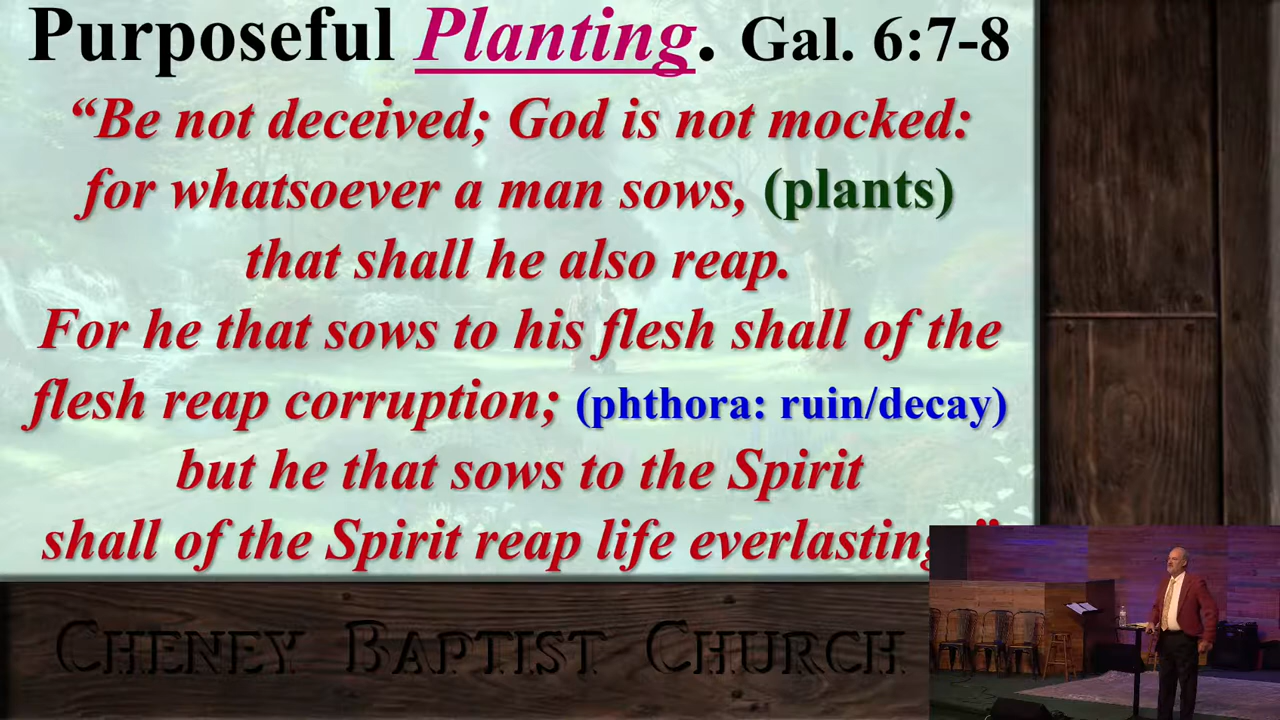 Purposeful Planting. Gal. 6:7-8
“Be not deceived; God is not mocked:
for whatsoever a man sows, (plants)
that shall he also reap.
For he that sows to his flesh shall of the
flesh reap corruption; (phthora: ruin/decay)
but he that sows to the Spirit
shall of the Spirit reap life everlasting.”
Cheney Baptist Church